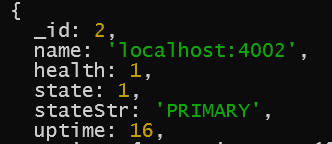 {
_id: 2,
name: 'localhost:4002',
health: 1,
state: 1,
stateStr: 'PRIMARY',
uptime: 16,